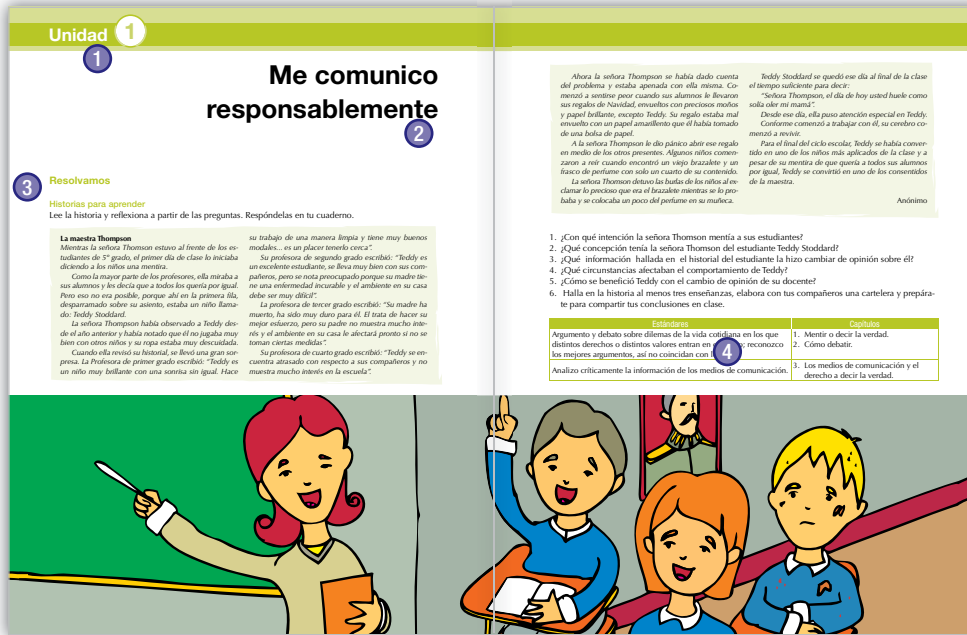 Unidad 1
1
Me comunico
responsablemente
2
3
Resolvamos
Historias para aprender
Lee la historia y reflexiona a partir de las preguntas. Respóndelas en tu cuaderno.
La maestra Thompson
Mientras la señora Thomson estuvo al frente de los es-
tudiantes de 5º grado, el primer día de clase lo iniciaba
diciendo a los niños una mentira.
Como la mayor parte de los profesores, ella miraba a
sus alumnos y les decía que a todos los quería por igual.
Pero eso no era posible, porque ahí en la primera fila,
desparramado sobre su asiento, estaba un niño llama-
do: Teddy Stoddard.
La señora Thompson había observado a Teddy des-
de el año anterior y había notado que él no jugaba muy
bien con otros niños y su ropa estaba muy descuidada.
Cuando ella revisó su historial, se llevó una gran sor-
presa. La Profesora de primer grado escribió: "Teddy es
un niño muy brillante con una sonrisa sin igual. Hace
su trabajo de una manera limpia y tiene muy buenos
modales... es un placer tenerlo cerca".
Su profesora de segundo grado escribió: "Teddy es
un excelente estudiante, se lleva muy bien con sus com-
pañeros, pero se nota preocupado porque su madre tie-
ne una enfermedad incurable y el ambiente en su casa
debe ser muy difícil".
La profesora de tercer grado escribió: "Su madre ha
muerto, ha sido muy duro para él. El trata de hacer su
mejor esfuerzo, pero su padre no muestra mucho inte-
rés y el ambiente en su casa le afectará pronto si no se
toman ciertas medidas".
Su profesora de cuarto grado escribió: "Teddy se en-
cuentra atrasado con respecto a sus compañeros y no
muestra mucho interés en la escuela".
Ahora la señora Thompson se había dado cuenta
del problema y estaba apenada con ella misma. Co-
menzó a sentirse peor cuando sus alumnos le llevaron
sus regalos de Navidad, envueltos con preciosos moños
y papel brillante, excepto Teddy. Su regalo estaba mal
envuelto con un papel amarillento que él había tomado
de una bolsa de papel.
A la señora Thompson le dio pánico abrir ese regalo
en medio de los otros presentes. Algunos niños comen-
zaron a reír cuando encontró un viejo brazalete y un
frasco de perfume con solo un cuarto de su contenido.
La señora Thomson detuvo las burlas de los niños al ex-
clamar lo precioso que era el brazalete mientras se lo pro-
baba y se colocaba un poco del perfume en su muñeca.
Teddy Stoddard se quedó ese día al final de la clase
el tiempo suficiente para decir:
"Señora Thompson, el día de hoy usted huele como
solía oler mi mamá".
Desde ese día, ella puso atención especial en Teddy.
Conforme comenzó a trabajar con él, su cerebro co-
menzó a revivir.
Para el final del ciclo escolar, Teddy se había conver-
tido en uno de los niños más aplicados de la clase y a
pesar de su mentira de que quería a todos sus alumnos
por igual, Teddy se convirtió en uno de los consentidos
de la maestra.
Anónimo
1. ¿Con qué intención la señora Thomson mentía a sus estudiantes?
2. ¿Qué concepción tenía la señora Thomson del estudiante Teddy Stoddard?
3. ¿Qué información hallada en el historial del estudiante la hizo cambiar de opinión sobre él?
4. ¿Qué circunstancias afectaban el comportamiento de Teddy?
5. ¿Cómo se benefició Teddy con el cambio de opinión de su docente?
6. Halla en la historia al menos tres enseñanzas, elabora con tus compañeros una cartelera y prepára-
te para compartir tus conclusiones en clase.
Estándares
Capítulos
Argumento y debato sobre dilemas de la vida cotidiana en los que
distintos derechos o distintos valores entran en reconozco
los mejores argumentos, así no coincidan con
4
1. Mentir o decir la verdad.
2. Cómo debatir.
Analizo críticamente la información de los medios de comunicación.
3. Los medios de comunicación y el
derecho a decir la verdad.